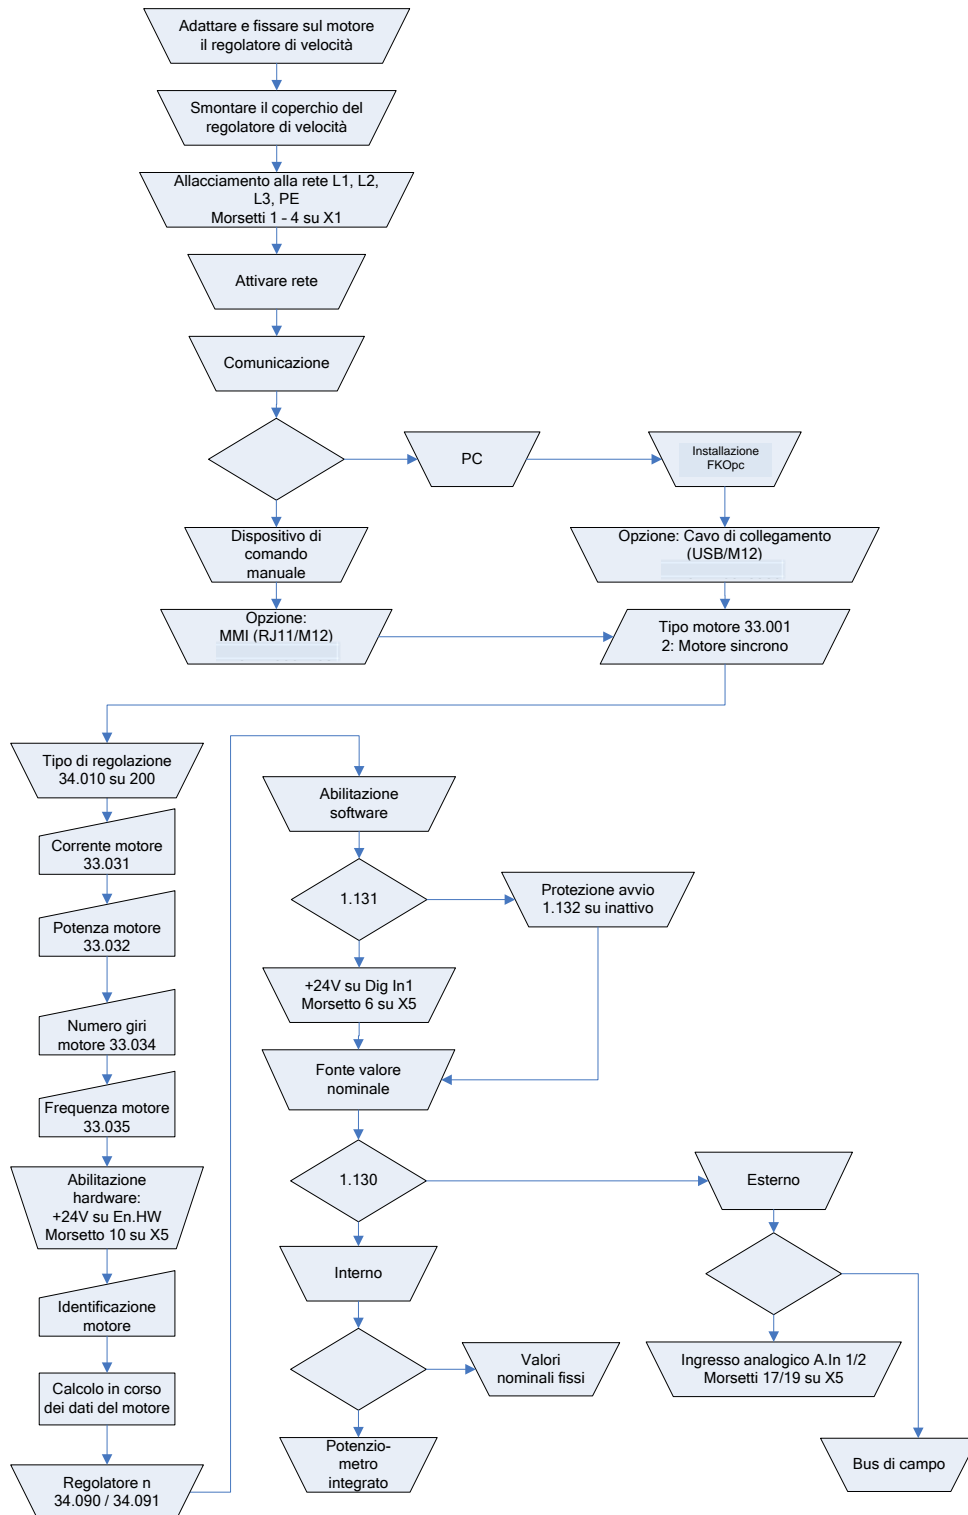 Adattare e fissare sul motore
il regolatore di velocità
Smontare il coperchio del
regolatore di velocità
Allacciamento alla rete L1, L2,
L3, PE
Morsetti 1 - 4 su X1
Attivare rete
Comunicazione
PC
Installazione
FKOpc
Dispositivo di
comando
manuale
Opzione: Cavo di collegamento
(USB/M12)
Opzione:
MMI (RJ11/M12)
Tipo motore 33.001
2: Motore sincrono
Tipo di regolazione
34.010 su 200
Corrente motore
33.031
Potenza motore
33.032
Numero giri
motore 33.034
Frequenza motore
33.035
Abilitazione
hardware:
+24V su En.HW
Morsetto 10 su X5
Identificazione
motore
Calcolo in corso
dei dati del motore
Regolatore n
34.090 / 34.091
Abilitazione
software
1.131
Protezione avvio
1.132 su inattivo
+24V su Dig In1
Morsetto 6 su X5
Fonte valore
nominale
1.130
Esterno
Interno
Valori
nominali fissi
Ingresso analogico A.In 1/2
Morsetti 17/19 su X5
Potenzio-
metro
integrato
Bus di campo